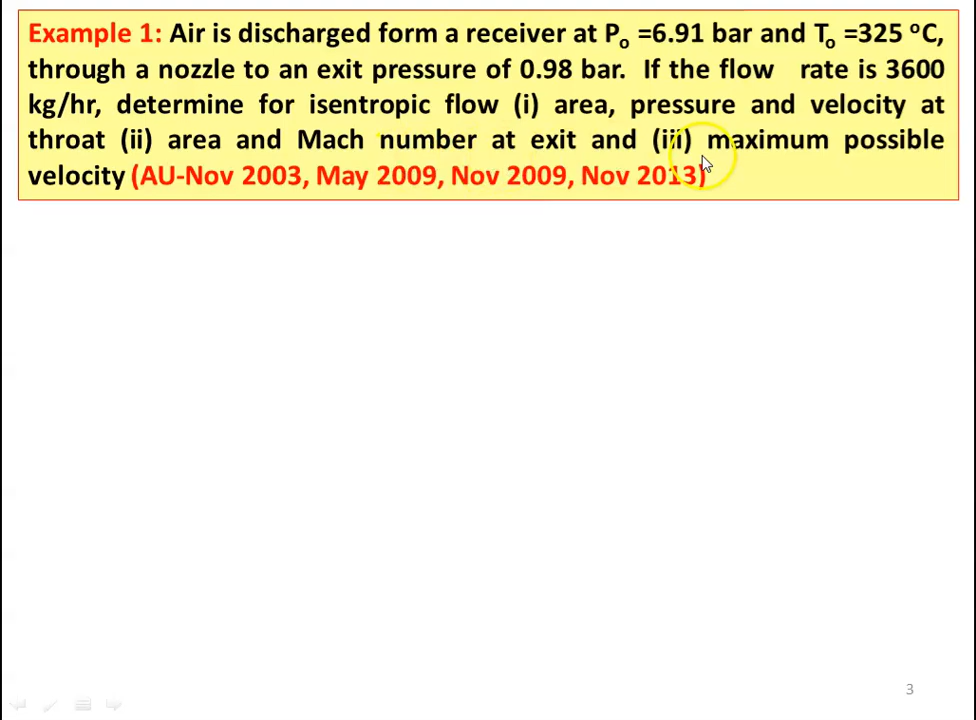 Example 1: Air is discharged form a receiver at Po =6.91 bar and To =325 oC,
through a nozzle to an exit pressure of 0.98 bar. If the flow rate is 3600
kg/hr, determine for isentropic flow (i) area, pressure and velocity at
throat (ii) area and Mach number at exit and (iii) maximum possible
velocity (AU-Nov 2003, May 2009, Nov 2009, Nov 2013)
3